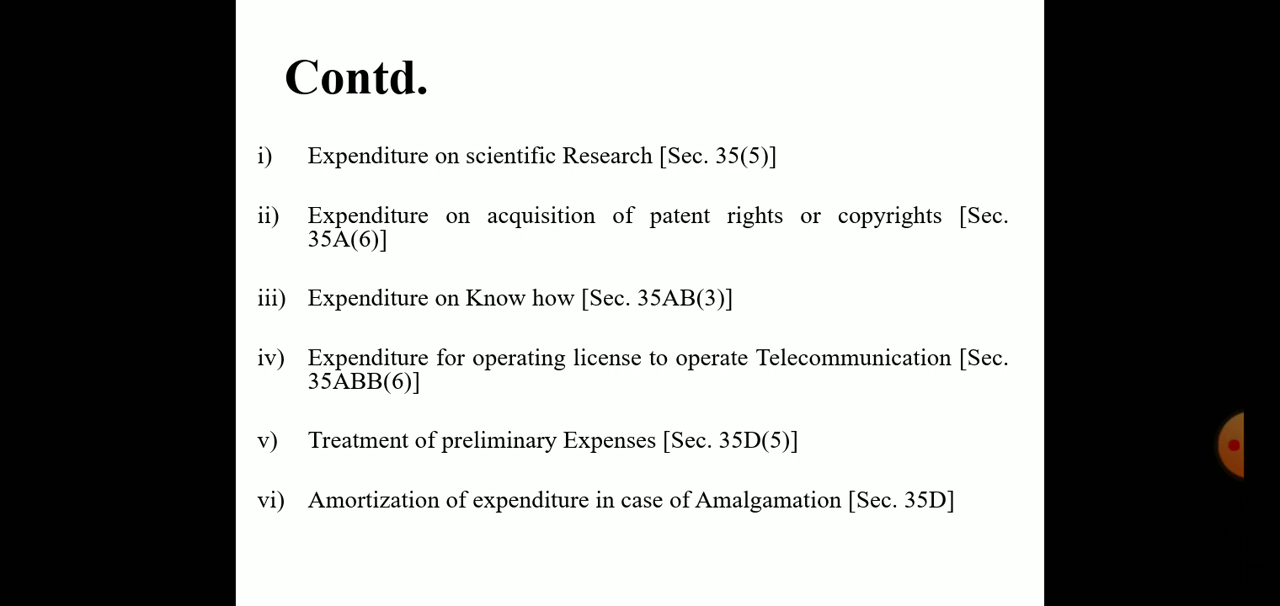 Contd.
i) Expenditure on scientific Research [Sec. 35(5)]
ii) Expenditure on acquisition of patent rights or copyrights [Sec.
35A(6)]
iii) Expenditure on Know how [Sec. 35AB(3)]
iv) Expenditure for operating license to operate Telecommunication [Sec.
35ABB(6)]
v) Treatment of preliminary Expenses [Sec. 35D(5)]
vi) Amortization of expenditure in case of Amalgamation [Sec. 35D]